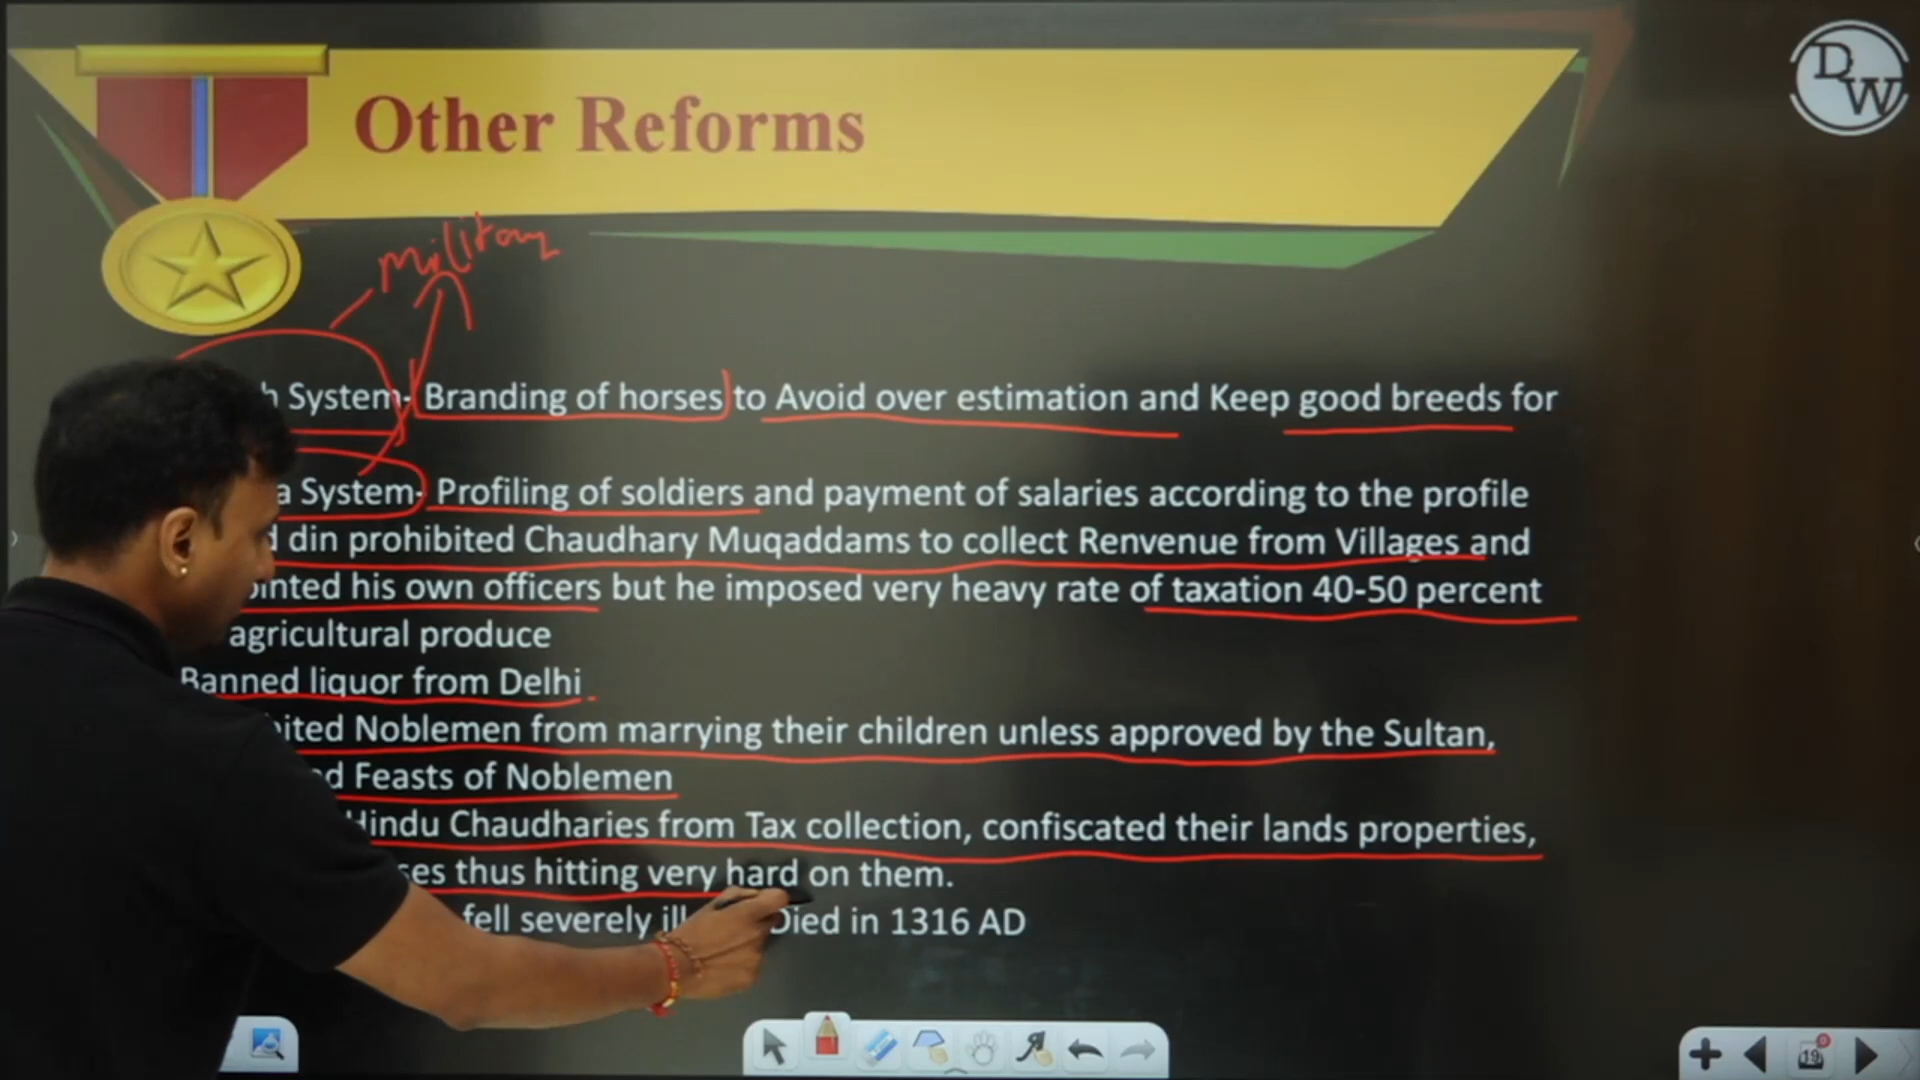 Other Reforms
DW
military
System- Branding of horses to Avoid over estimation and Keep good breeds for
System- Profiling of soldiers and payment of salaries according to the profile
din prohibited Chaudhary Muqaddams to collect Renvenue from Villages and
his own officers but he imposed very heavy rate of taxation 40-50 percent
agricultural produce
Banned liquor from Delhi
Noblemen from marrying their children unless approved by the Sultan,
Feasts of Noblemen
Hindu Chaudharies from Tax collection, confiscated their lands properties,
thus hitting very hard on them.
fell severely ill Died in 1316 AD
19